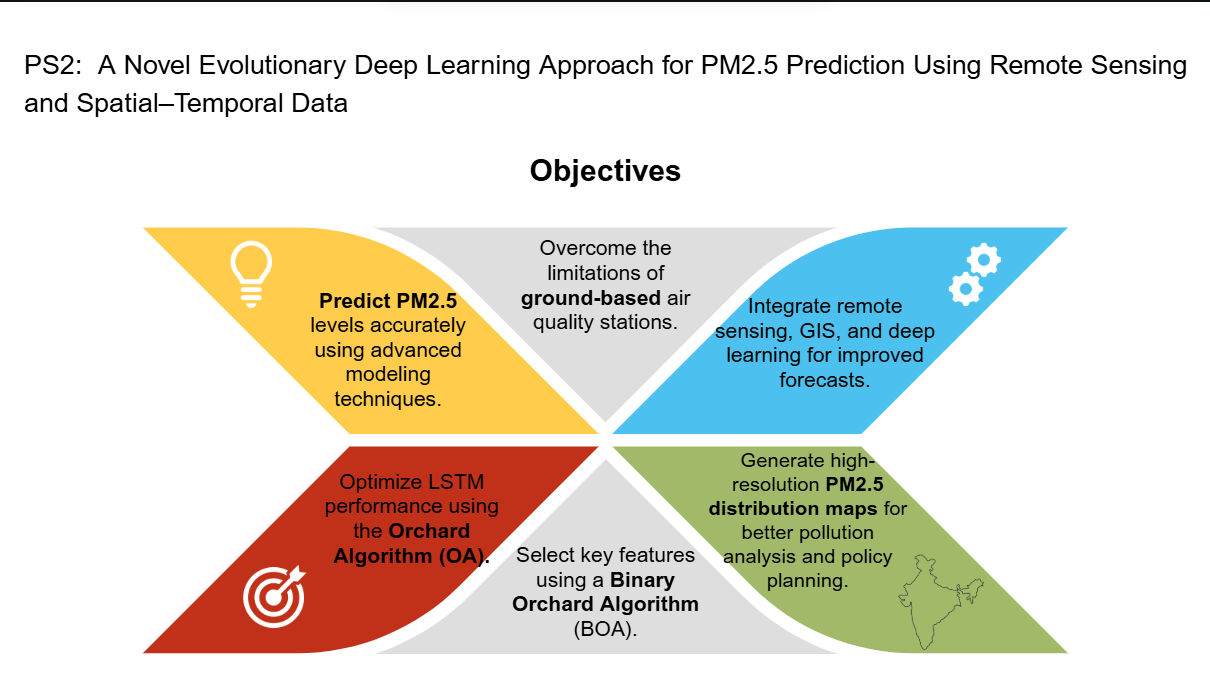 PS2:  A Novel Evolutionary Deep Learning Approach for PM2.5 Prediction Using Remote Sensing
and Spatial–Temporal Data
Objectives
Predict PM2.5
levels accurately
using advanced
modeling
techniques.
Overcome the
limitations of
ground-based air
quality stations.
Integrate remote
sensing, GIS, and deep
learning for improved
forecasts.
Optimize LSTM
performance using
the Orchard
Algorithm (OA).
Select key features
using a Binary
Orchard Algorithm
(BOA).
Generate high-
resolution PM2.5
distribution maps for
better pollution
analysis and policy
planning.